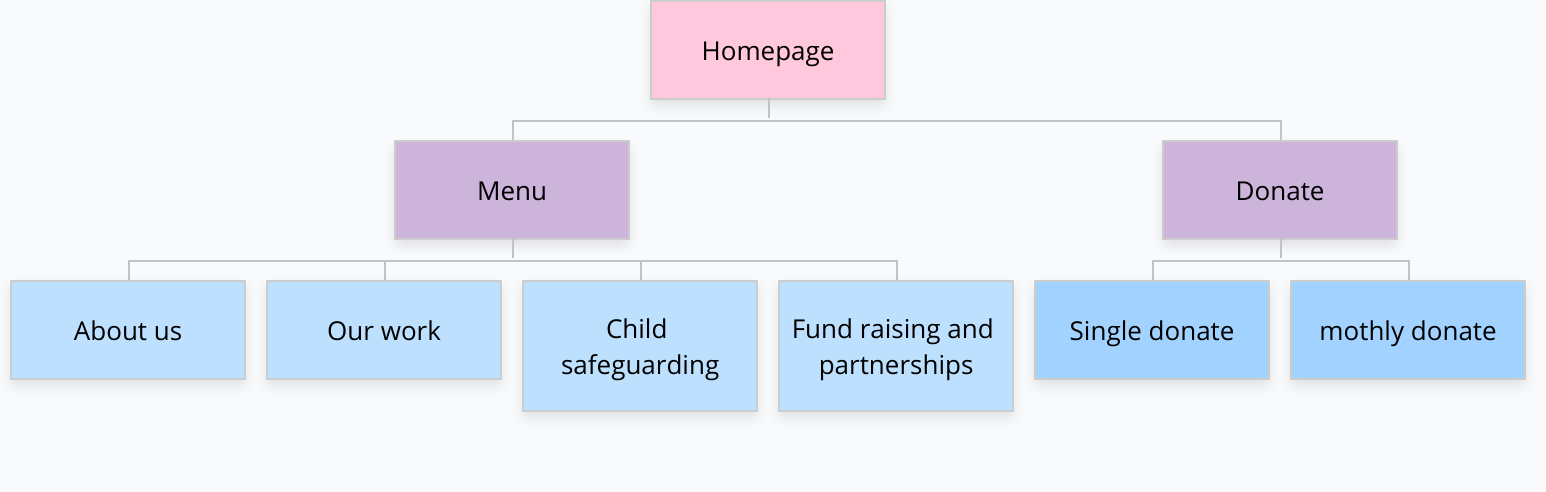 Homepage
Menu
Donate
About us
Our work
Child
safeguarding
Fund raising and
partnerships
Single donate
mothly donate